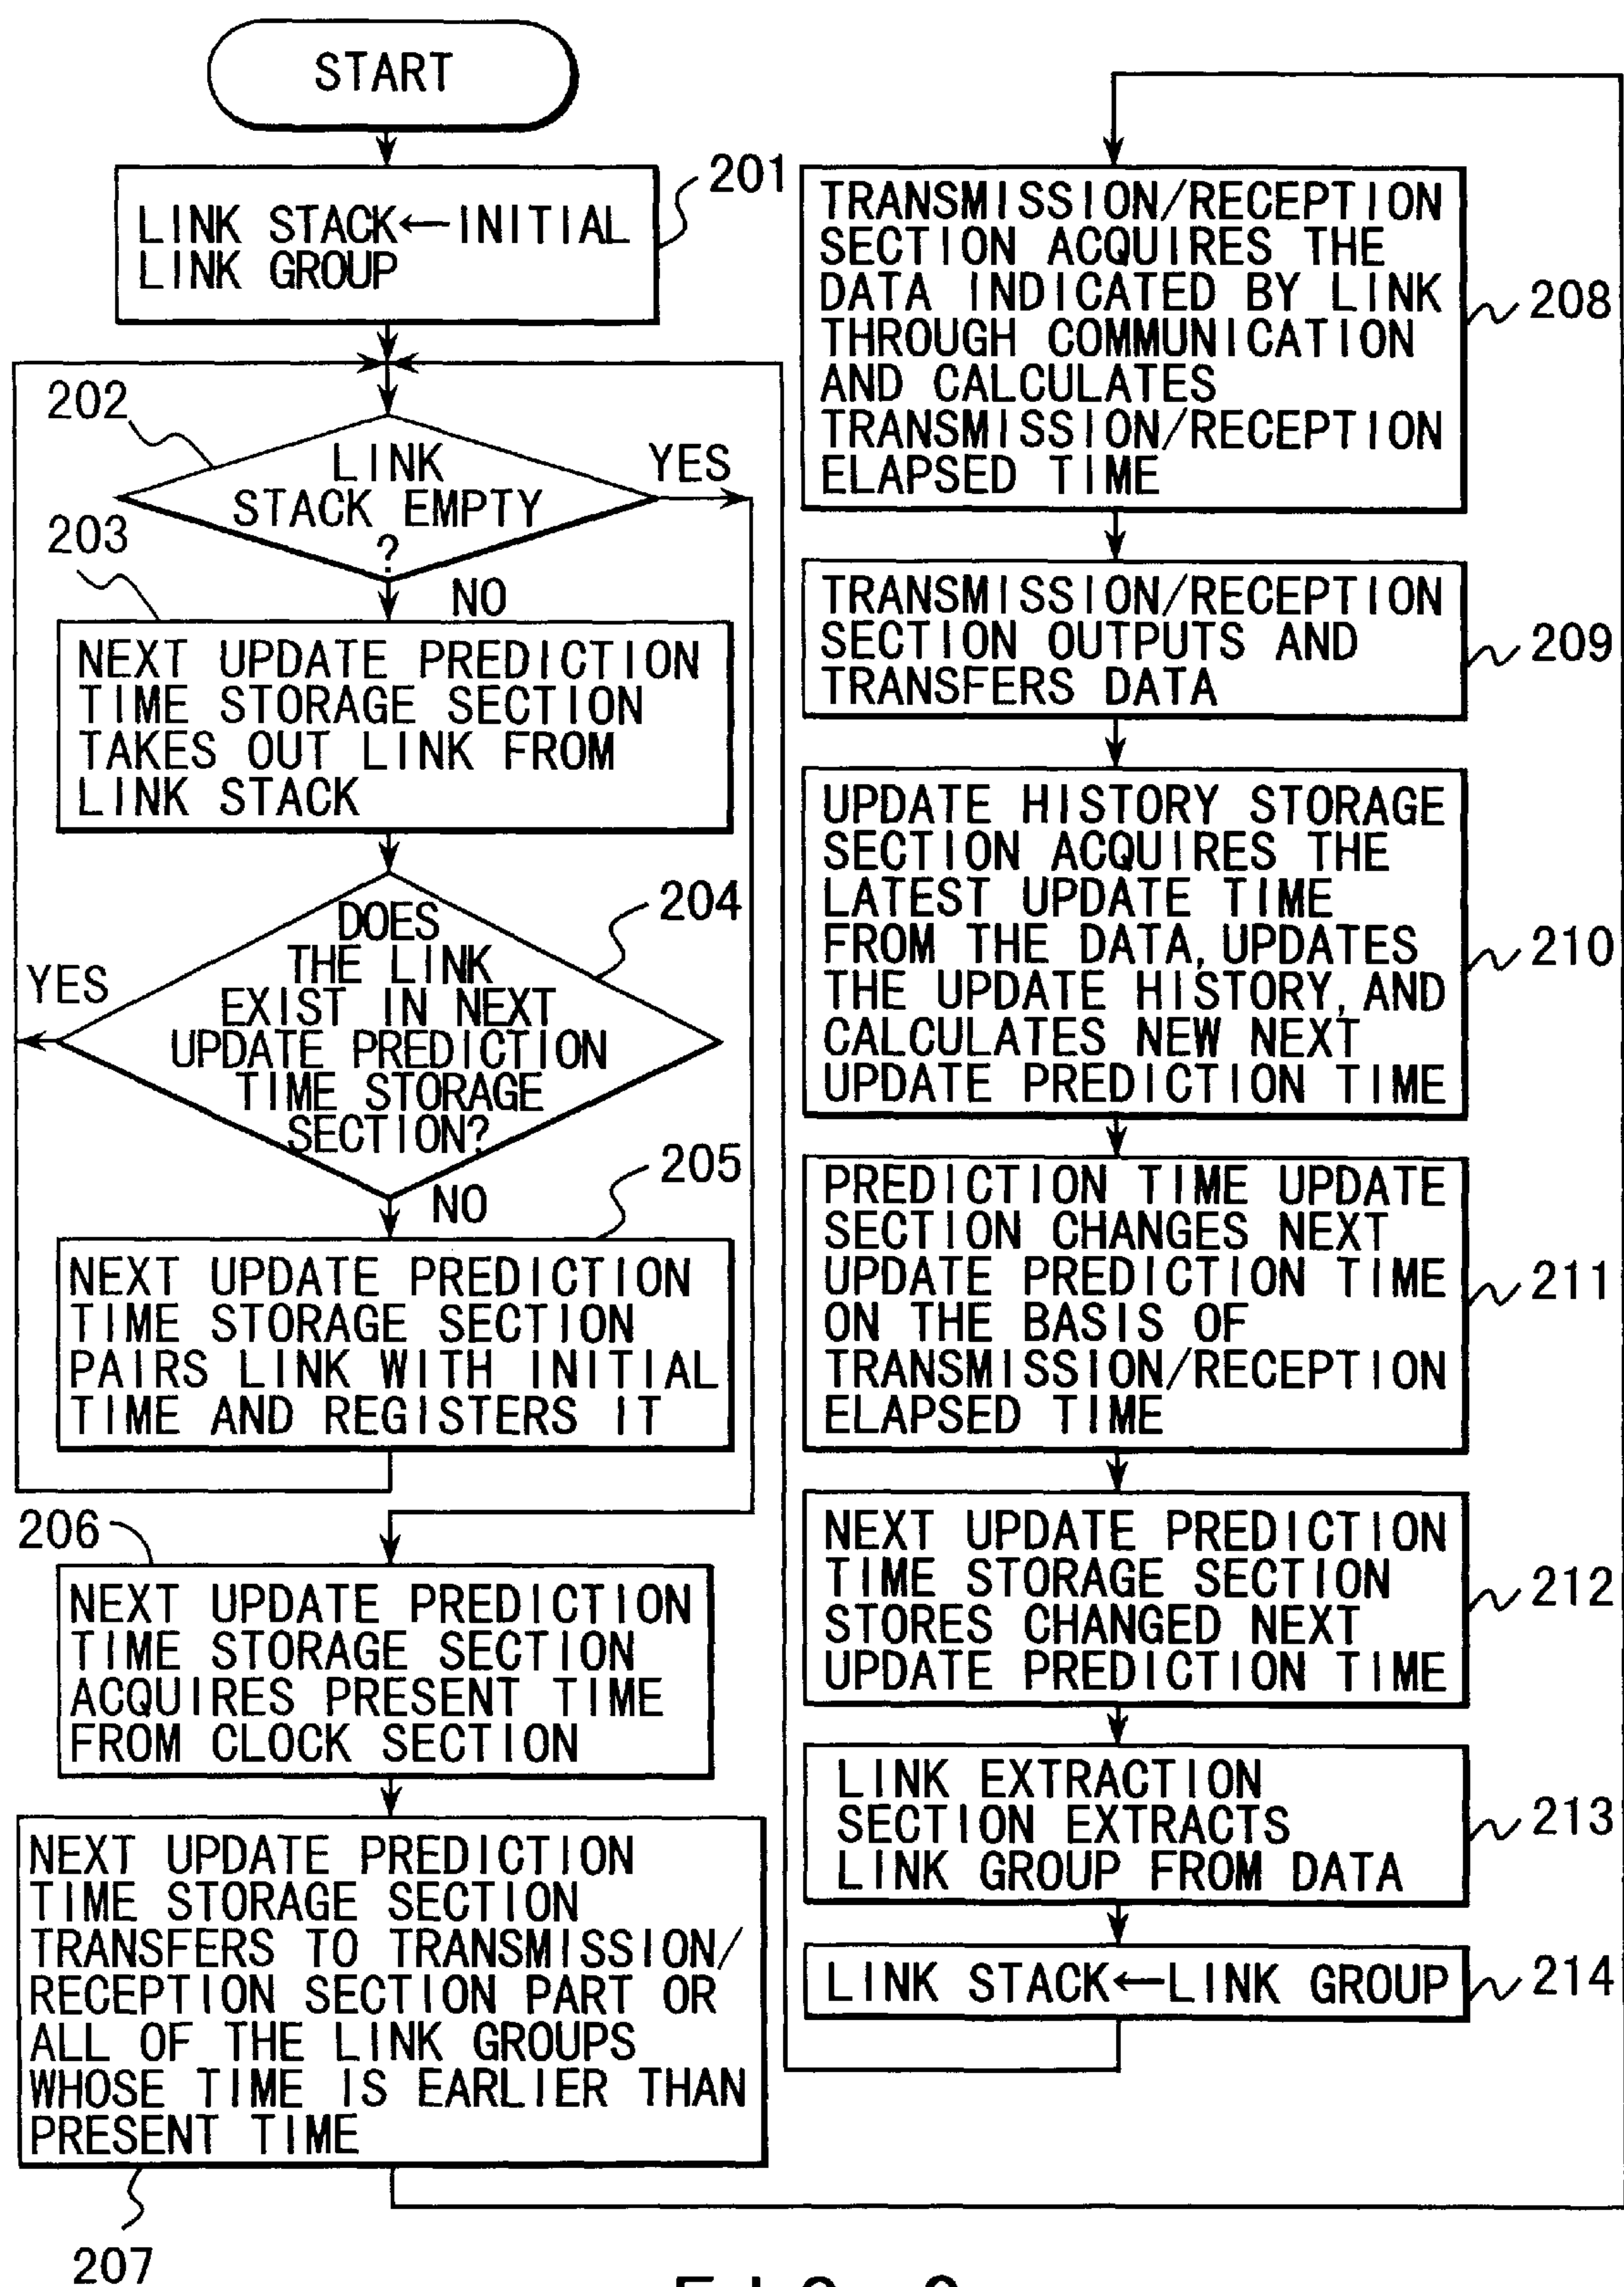 START
201
LINK STACK←INITIAL
LINK GROUP
202
LINK
STACK EMPTY
?
YES
NO
203
NEXT UPDATE PREDICTION
TIME STORAGE SECTION
TAKES OUT LINK FROM
LINK STACK
204
DOES
THE LINK
EXIST IN NEXT
UPDATE PREDICTION
TIME STORAGE
SECTION?
YES
NO
205
NEXT UPDATE PREDICTION
TIME STORAGE SECTION
PAIRS LINK WITH INITIAL
TIME AND REGISTERS IT
206
NEXT UPDATE PREDICTION
TIME STORAGE SECTION
ACQUIRES PRESENT TIME
FROM CLOCK SECTION
NEXT UPDATE PREDICTION
TIME STORAGE SECTION
TRANSFERS TO TRANSMISSION/
RECEPTION SECTION PART OR
ALL OF THE LINK GROUPS
WHOSE TIME IS EARLIER THAN
PRESENT TIME
207
TRANSMISSION/RECEPTION
SECTION ACQUIRES THE
DATA INDICATED BY LINK
THROUGH COMMUNICATION
AND CALCULATES
TRANSMISSION/RECEPTION
ELAPSED TIME
208
TRANSMISSION/RECEPTION
SECTION OUTPUTS AND
TRANSFERS DATA
209
UPDATE HISTORY STORAGE
SECTION ACQUIRES THE
LATEST UPDATE TIME
FROM THE DATA, UPDATES
THE UPDATE HISTORY, AND
CALCULATES NEW NEXT
UPDATE PREDICTION TIME
210
PREDICTION TIME UPDATE
SECTION CHANGES NEXT
UPDATE PREDICTION TIME
ON THE BASIS OF
TRANSMISSION/RECEPTION
ELAPSED TIME
211
NEXT UPDATE PREDICTION
TIME STORAGE SECTION
STORES CHANGED NEXT
UPDATE PREDICTION TIME
212
LINK EXTRACTION
SECTION EXTRACTS
LINK GROUP FROM DATA
213
LINK STACK←LINK GROUP
214